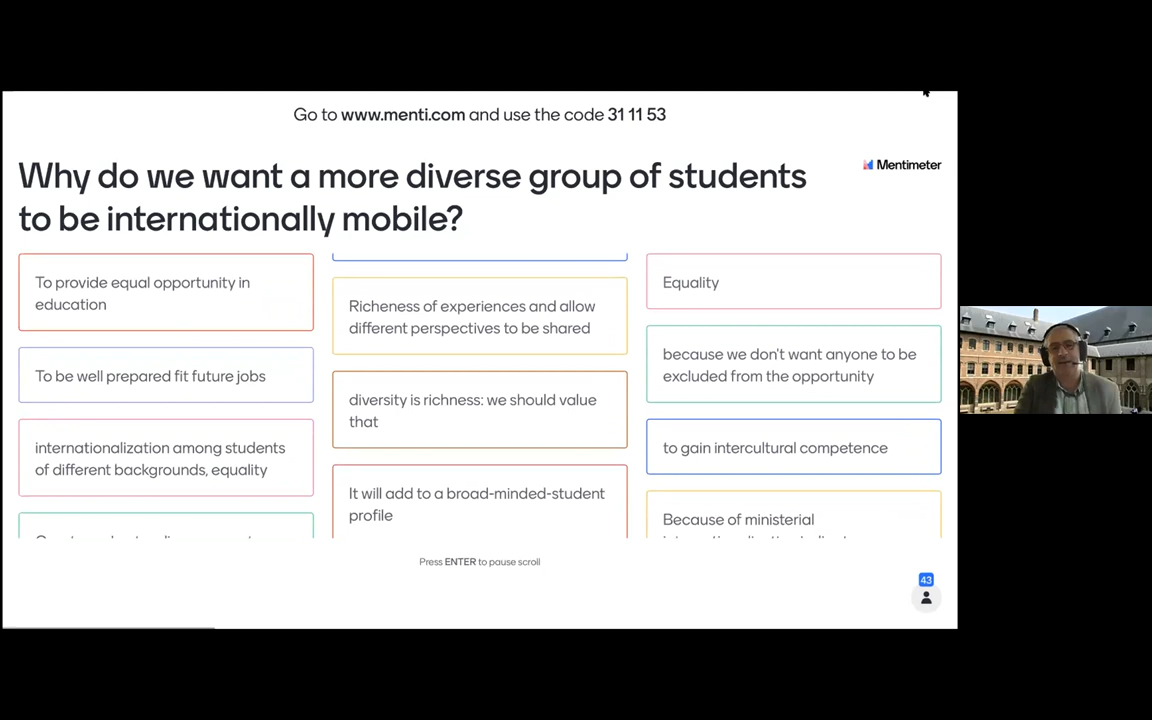 Go to www.menti.com and use the code 31 11 53
Mentimeter
Why do we want a more diverse group of students
to be internationally mobile?
To provide equal opportunity in
education
To be well prepared fit future jobs
internationalization among students
of different backgrounds, equality
Richeness of experiences and allow
different perspectives to be shared
diversity is richness: we should value
that
It will add to a broad-minded-student
profile
Equality
because we don't want anyone to be
excluded from the opportunity
to gain intercultural competence
Because of ministerial
Press ENTER to pause scroll
43